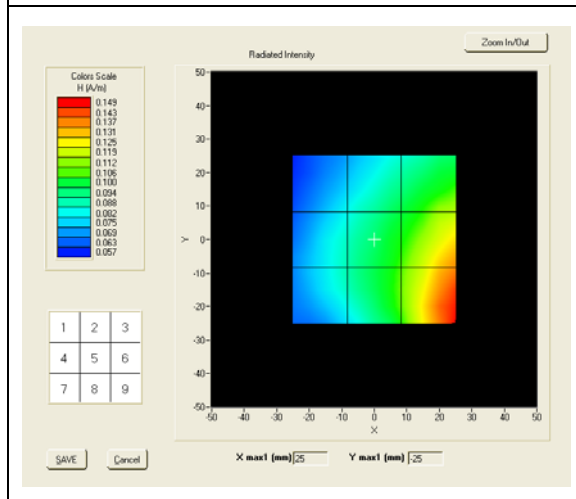 Zoom In/Out
Radiated Intensity
Colors Scale
H (A/m)
0.149
0.143
0.137
0.131
0.125
0.119
0.112
0.106
0.100
0.094
0.088
0.082
0.075
0.069
0.063
0.057
50
40
30
20
10
0
-10
-20
-30
-40
-50
Y
-50 -40 -30 -20 -10 0 10 20 30 40 50
X
1 2 3
4 5 6
7 8 9
SAVE Cancel X max1 (mm) 25 Y max1 (mm) -25